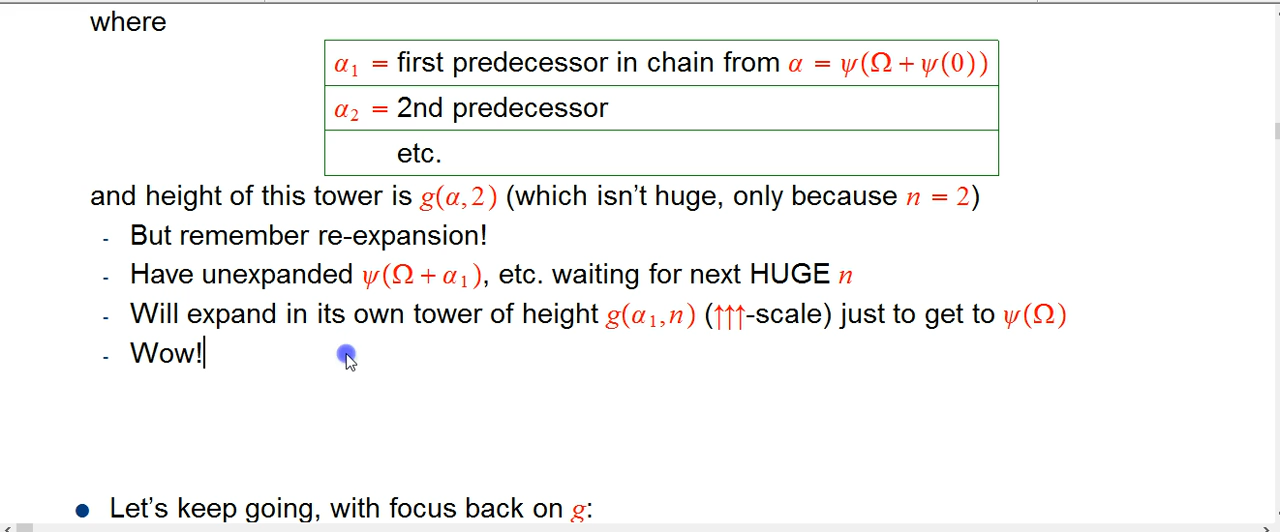 where
α₁ = first predecessor in chain from α = ψ(Ω + ψ(0))
α₂ = 2nd predecessor
etc.
and height of this tower is g(α,2) (which isn't huge, only because n = 2)
- But remember re-expansion!
- Have unexpanded ψ(Ω + α₁), etc. waiting for next HUGE n
- Will expand in its own tower of height g(α₁,n) (↑↑↑-scale) just to get to ψ(Ω)
- Wow!
● Let's keep going, with focus back on g: